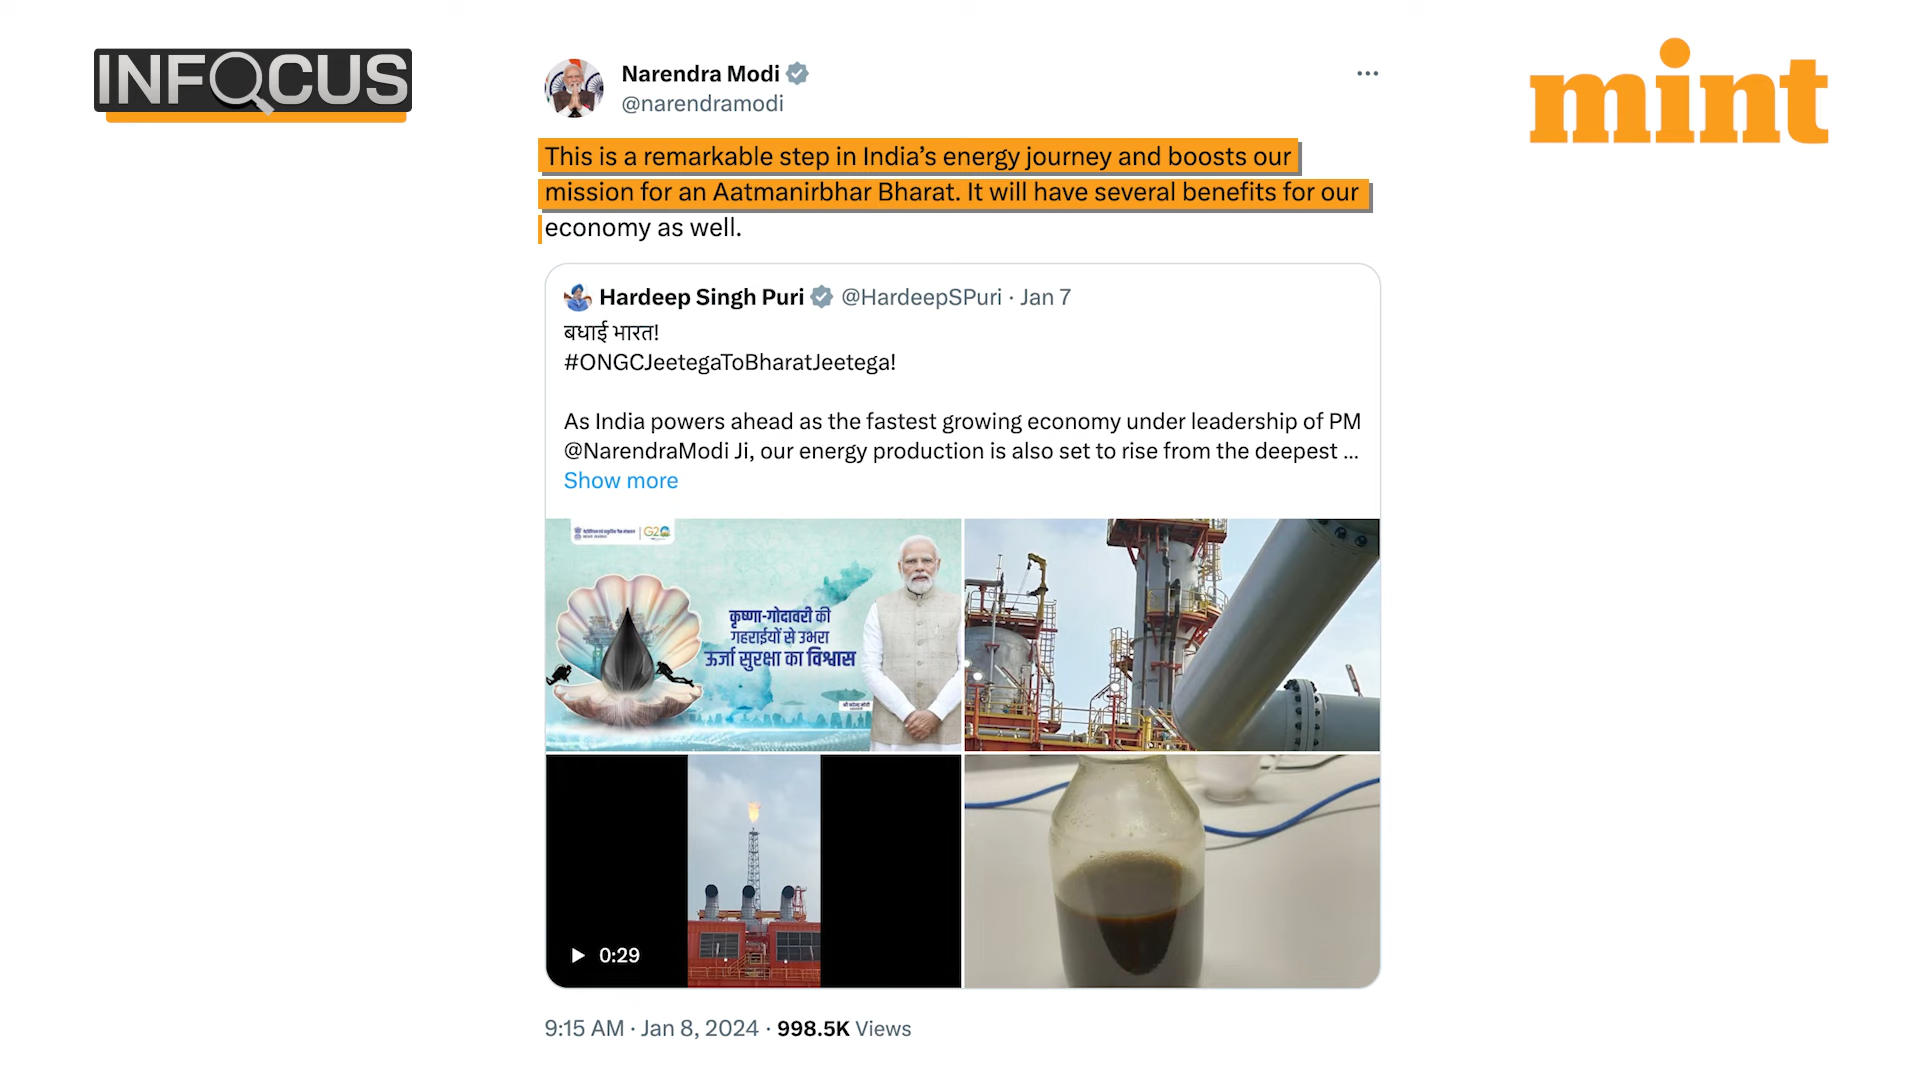 INFOCUS
mint
Narendra Modi
@narendramodi
This is a remarkable step in India’s energy journey and boosts our
mission for an Aatmanirbhar Bharat. It will have several benefits for our
economy as well.
Hardeep Singh Puri @HardeepSPuri · Jan 7
बधाई भारत!
#ONGCJeetegaToBharatJeetega!
As India powers ahead as the fastest growing economy under leadership of PM
@NarendraModi Ji, our energy production is also set to rise from the deepest ...
Show more
G20
कृष्णा-गोदावरी की
गहराईयों से उभरा
ऊर्जा सुरक्षा का विश्वास
0:29
9:15 AM · Jan 8, 2024 · 998.5K Views